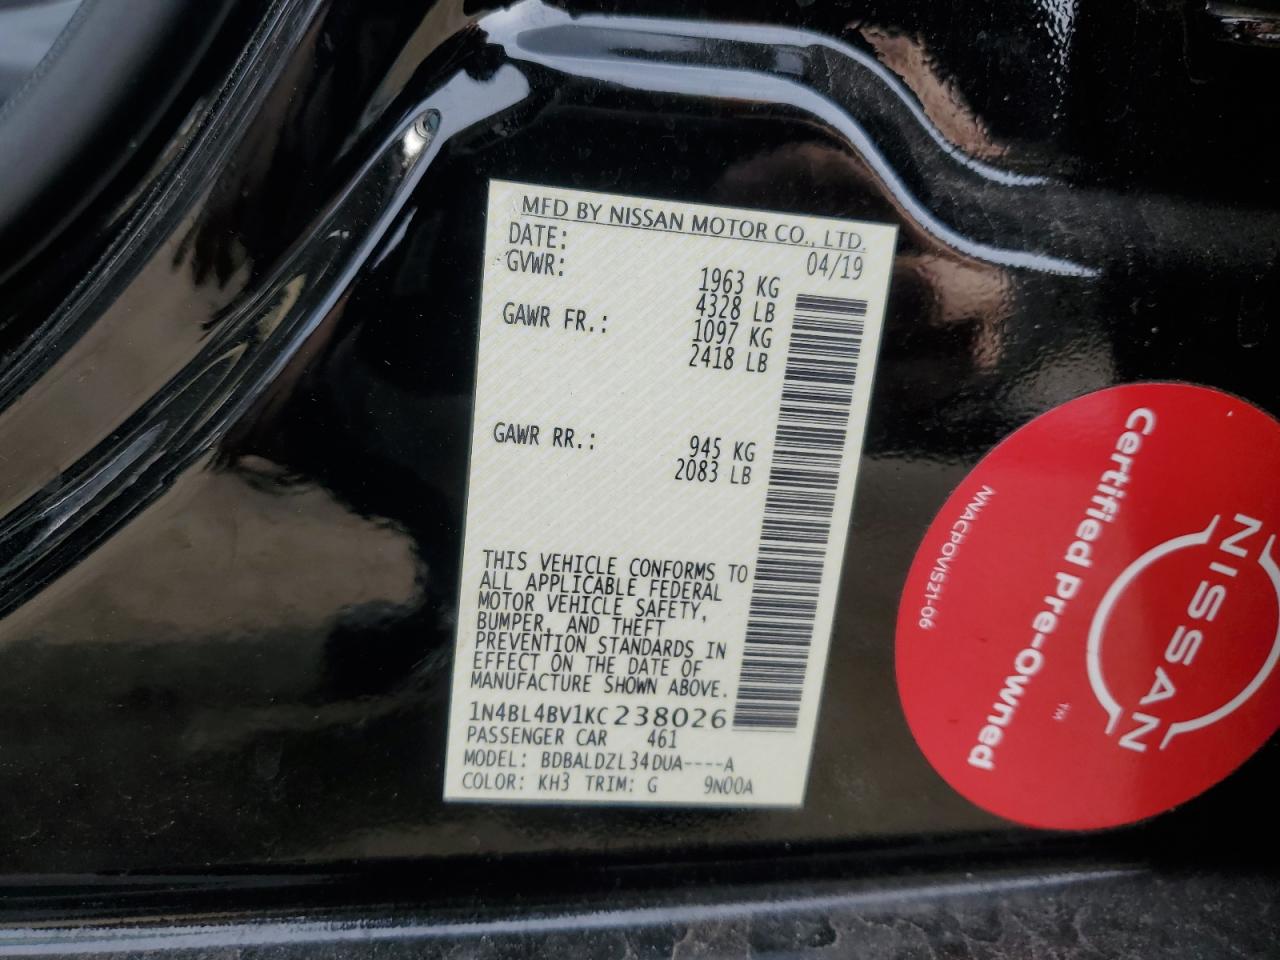 MFD BY NISSAN MOTOR CO., LTD.
DATE: 04/19
GVWR: 1963 KG
4328 LB
GAWR FR.: 1097 KG
2418 LB
GAWR RR.: 945 KG
2083 LB
THIS VEHICLE CONFORMS TO
ALL APPLICABLE FEDERAL
MOTOR VEHICLE SAFETY,
BUMPER, AND THEFT
PREVENTION STANDARDS IN
EFFECT ON THE DATE OF
MANUFACTURE SHOWN ABOVE.
1N4BL4BV1KC238026
PASSENGER CAR 461
MODEL: BDBALDZL34DUA----A
COLOR: KH3 TRIM: G 9N00A
NISSAN
Certified Pre-Owned™
NNACPOVIS21-06